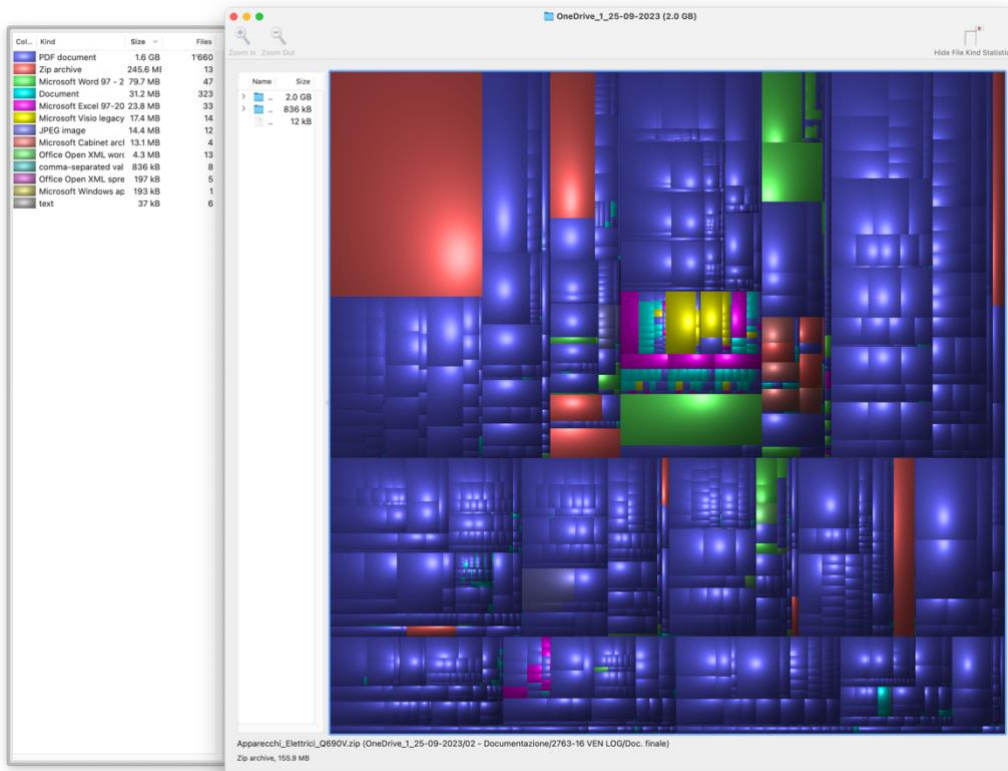 Col... Kind Size Files
PDF document 1.6 GB 1'660
Zip archive 245.6 ME 13
Microsoft Word 97 - 2 79.7 MB 47
Document 31.2 MB 323
Microsoft Excel 97-20 23.8 MB 33
Microsoft Visio legacy 17.4 MB 14
JPEG image 14.4 MB 12
Microsoft Cabinet arcl 13.1 MB 4
Office Open XML word 4.3 MB 13
comma-separated val 836 kB 8
Office Open XML spre 197 kB 5
Microsoft Windows ap 193 kB 1
text 37 kB 6
OneDrive_1_25-09-2023 (2.0 GB)
Zoom In Zoom Out
Hide File Kind Statistic
Name Size
.. 2.0 GB
.. 836 kB
.. 12 kB
Apparecchi_Elettrici_Q690V.zip (OneDrive_1_25-09-2023/02 - Documentazione/2763-16 VEN LOG/Doc. finale)
Zip archive, 155.9 MB